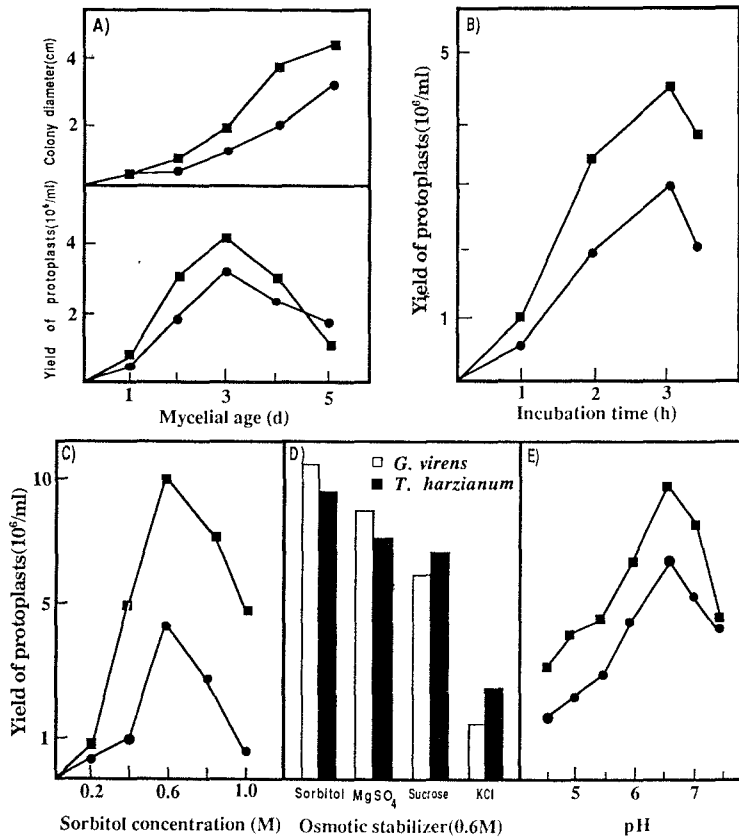 A)
Colony diameter(cm)
4
2
Yield of protoplasts(10⁶/ml)
4
2
1 3 5
Mycelial age (d)
B)
Yield of protoplasts(10⁶/ml)
5
1
1 2 3
Incubation time (h)
C)
Yield of protoplasts(10⁶/ml)
10
5
1
0.2 0.6 1.0
Sorbitol concentration (M)
D)
G. virens
T. harzianum
Sorbitol MgSO₄ Sucrose KCl
Osmotic stabilizer(0.6M)
E)
5 6 7
pH